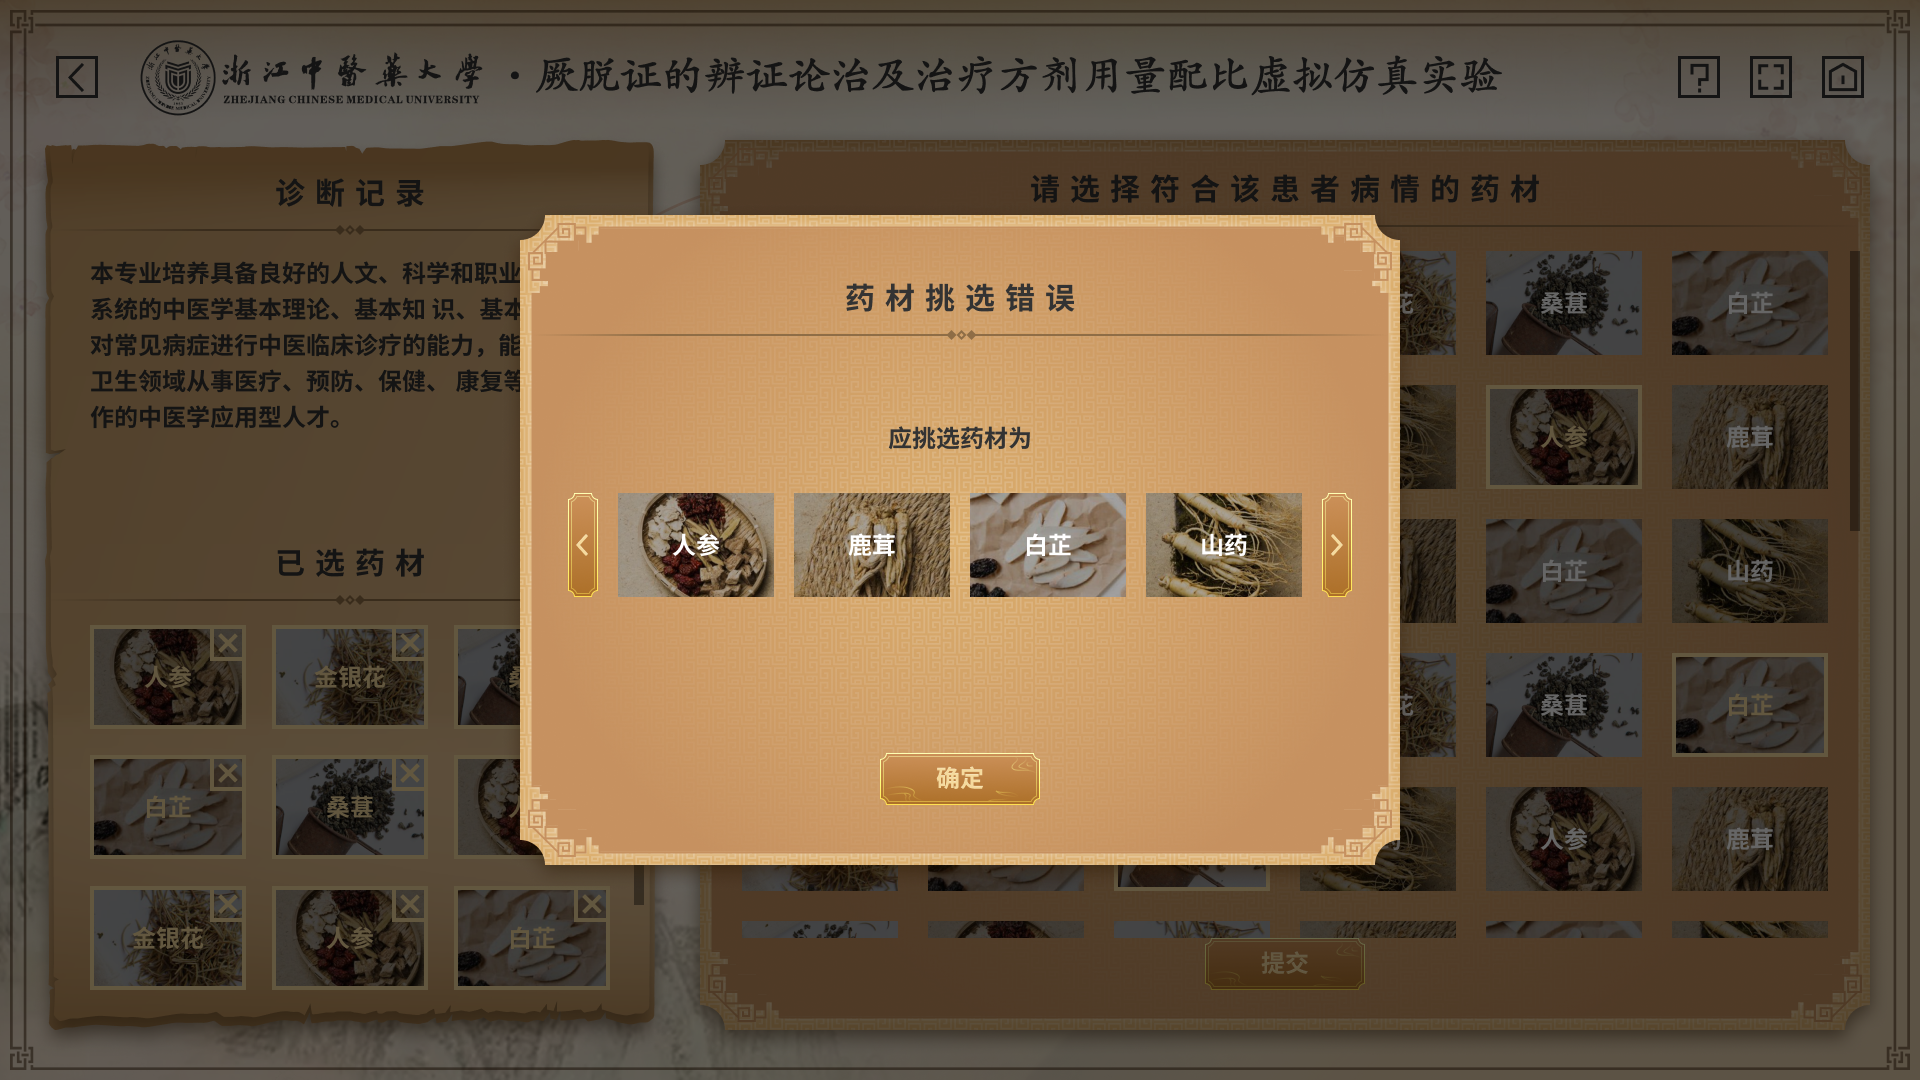 浙江中醫藥大學
ZHEJIANG CHINESE MEDICAL UNIVERSITY
·厥脱证的辨证论治及治疗方剂用量配比虚拟仿真实验
诊断记录
本专业培养具备良好的人文、科学和职业
系统的中医学基本理论、基本知 识、基本
对常见病症进行中医临床诊疗的能力，能
卫生领域从事医疗、预防、保健、 康复等
作的中医学应用型人才。
已选药材
人参
金银花
桑
白芷
桑葚
人
金银花
人参
白芷
请选择符合该患者病情的药材
花
桑葚
白芷
人参
鹿茸
白芷
山药
花
桑葚
白芷
药
人参
鹿茸
提交
药材挑选错误
应挑选药材为
人参
鹿茸
白芷
山药
确定